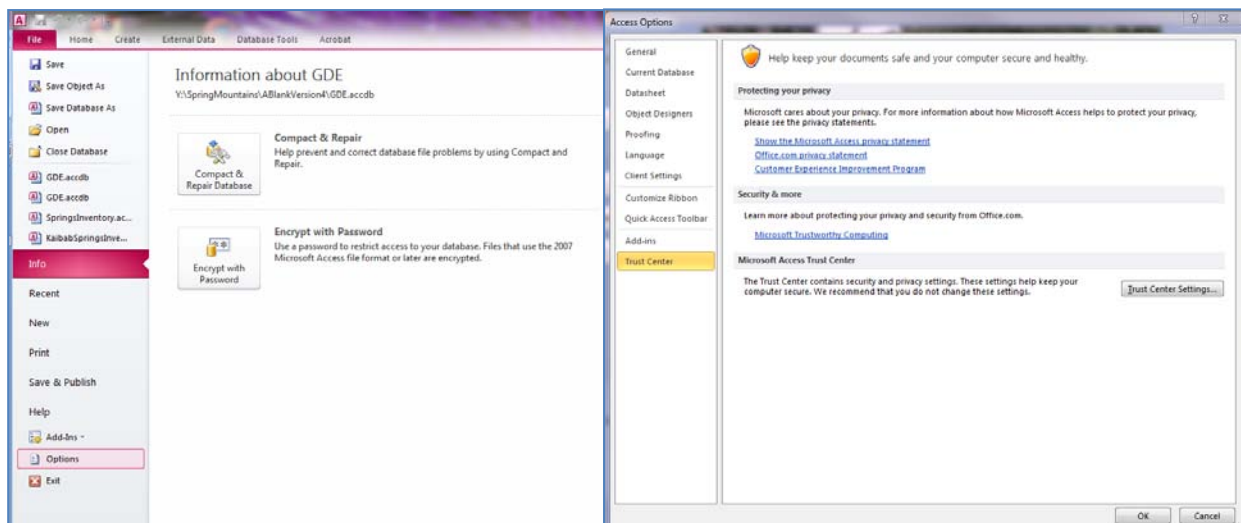 File Home Create External Data Database Tools Acrobat
Save
Save Object As
Save Database As
Open
Close Database
GDE.accdb
GDE.accdb
SpringsInventory.ac...
KaibabSpringsInve...
Info
Recent
New
Print
Save & Publish
Help
Add-Ins
Options
Exit
Information about GDE
Y:\SpringMountains\ABlankVersion4\GDE.accdb
Compact &
Repair Database
Compact & Repair
Help prevent and correct database file problems by using Compact and
Repair.
Encrypt with
Password
Encrypt with Password
Use a password to restrict access to your database. Files that use the 2007
Microsoft Access file format or later are encrypted.
Access Options
General
Current Database
Datasheet
Object Designers
Proofing
Language
Client Settings
Customize Ribbon
Quick Access Toolbar
Add-ins
Trust Center
Help keep your documents safe and your computer secure and healthy.
Protecting your privacy
Microsoft cares about your privacy. For more information about how Microsoft Access helps to protect your privacy,
please see the privacy statements.
Show the Microsoft Access privacy statement
Office.com privacy statement
Customer Experience Improvement Program
Security & more
Learn more about protecting your privacy and security from Office.com.
Microsoft Trustworthy Computing
Microsoft Access Trust Center
The Trust Center contains security and privacy settings. These settings help keep your
computer secure. We recommend that you do not change these settings.
Trust Center Settings...
OK Cancel